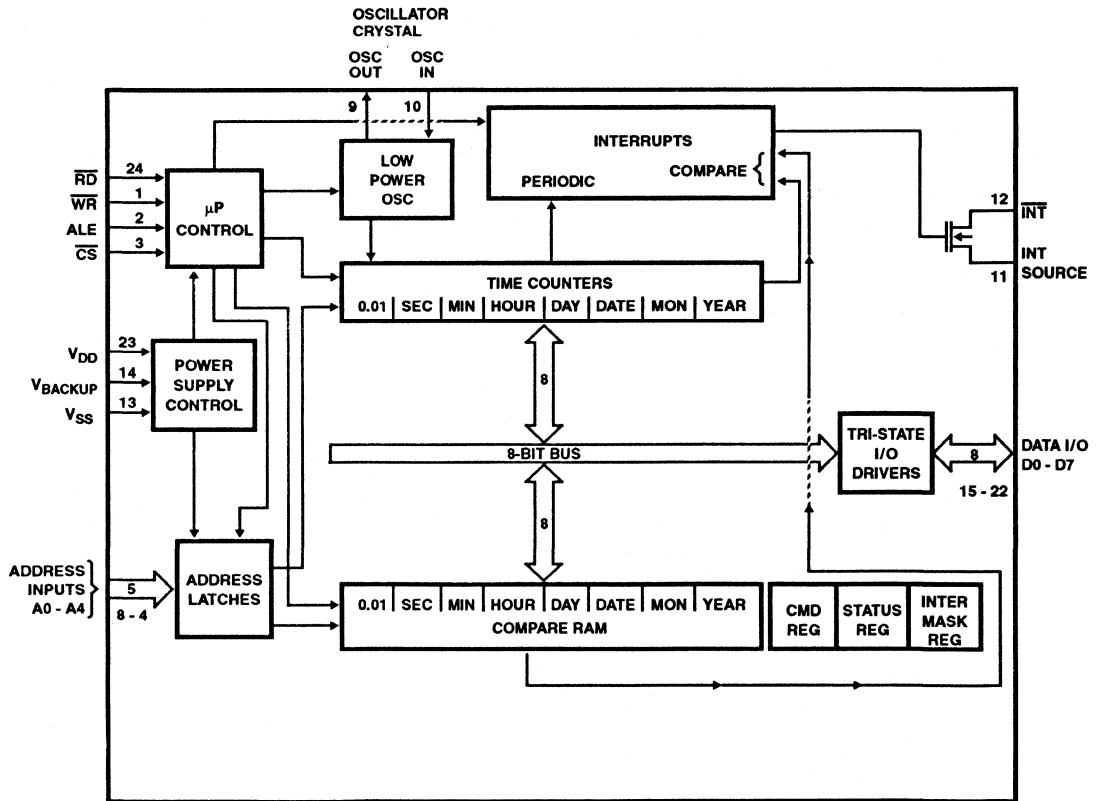 OSCILLATOR
CRYSTAL
OSC
OUT
OSC
IN
9
10
INTERRUPTS
COMPARE {
PERIODIC
LOW
POWER
OSC
R̅D̅
24
W̅R̅
1
ALE
2
C̅S̅
3
μP
CONTROL
12
I̅N̅T̅
INT
SOURCE
11
TIME COUNTERS
0.01 SEC MIN HOUR DAY DATE MON YEAR
VDD
23
VBACKUP
14
VSS
13
POWER
SUPPLY
CONTROL
8
8-BIT BUS
TRI-STATE
I/O
DRIVERS
8
DATA I/O
D0 - D7
15 - 22
8
ADDRESS
INPUTS
A0 - A4
5
8 - 4
ADDRESS
LATCHES
0.01 SEC MIN HOUR DAY DATE MON YEAR
COMPARE RAM
CMD
REG
STATUS
REG
INTER
MASK
REG